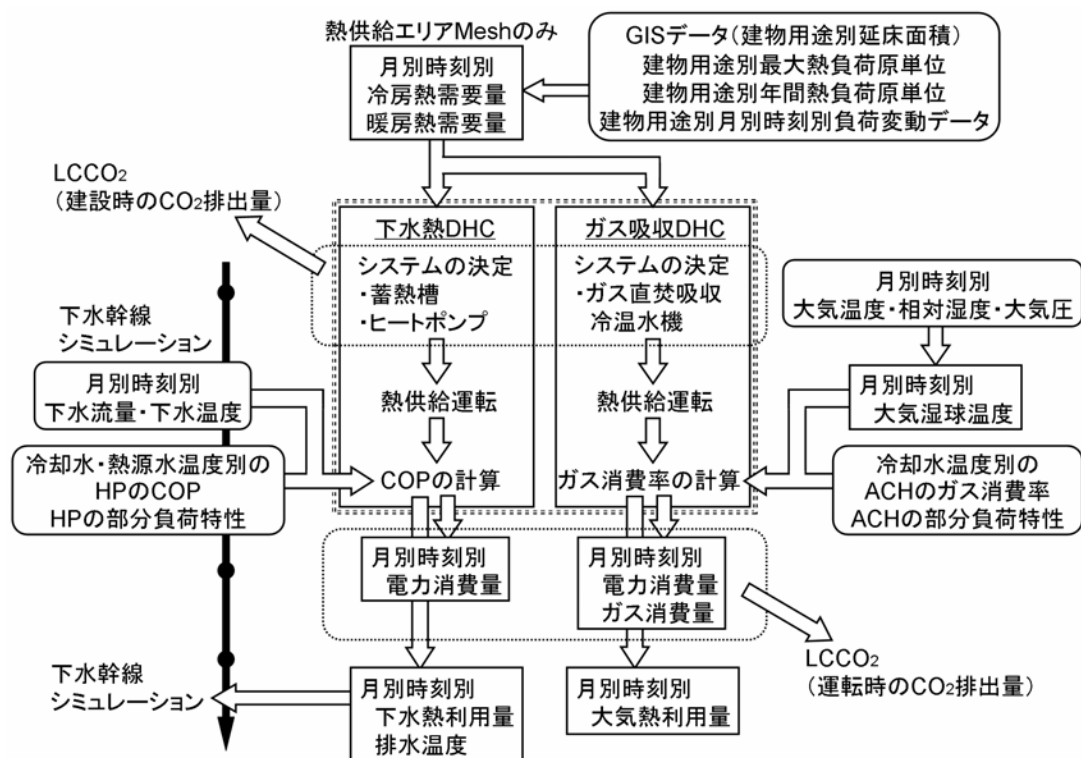 熱供給エリアMeshのみ
月別時刻別
冷房熱需要量
暖房熱需要量
GISデータ(建物用途別延床面積)
建物用途別最大熱負荷原単位
建物用途別年間熱負荷原単位
建物用途別月別時刻別負荷変動データ
LCCO₂
(建設時のCO₂排出量)
下水熱DHC
システムの決定
・蓄熱槽
・ヒートポンプ
熱供給運転
COPの計算
ガス吸収DHC
システムの決定
・ガス直焚吸収
冷温水機
熱供給運転
ガス消費率の計算
下水幹線
シミュレーション
月別時刻別
下水流量・下水温度
冷却水・熱源水温度別の
HPのCOP
HPの部分負荷特性
月別時刻別
大気温度・相対湿度・大気圧
月別時刻別
大気湿球温度
冷却水温度別の
ACHのガス消費率
ACHの部分負荷特性
月別時刻別
電力消費量
月別時刻別
電力消費量
ガス消費量
LCCO₂
(運転時のCO₂排出量)
下水幹線
シミュレーション
月別時刻別
下水熱利用量
排水温度
月別時刻別
大気熱利用量